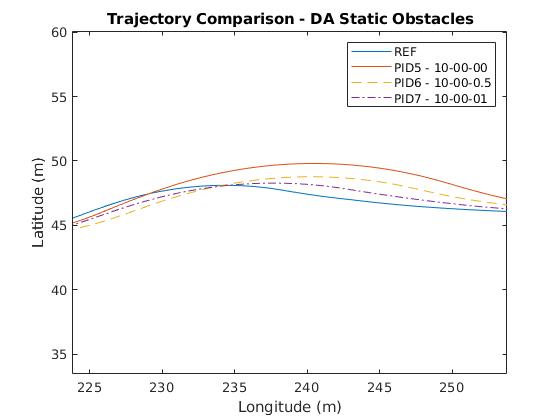 Trajectory Comparison - DA Static Obstacles
60
55
50
45
40
35
Latitude (m)
REF
PID5 - 10-00-00
PID6 - 10-00-0.5
PID7 - 10-00-01
225 230 235 240 245 250
Longitude (m)